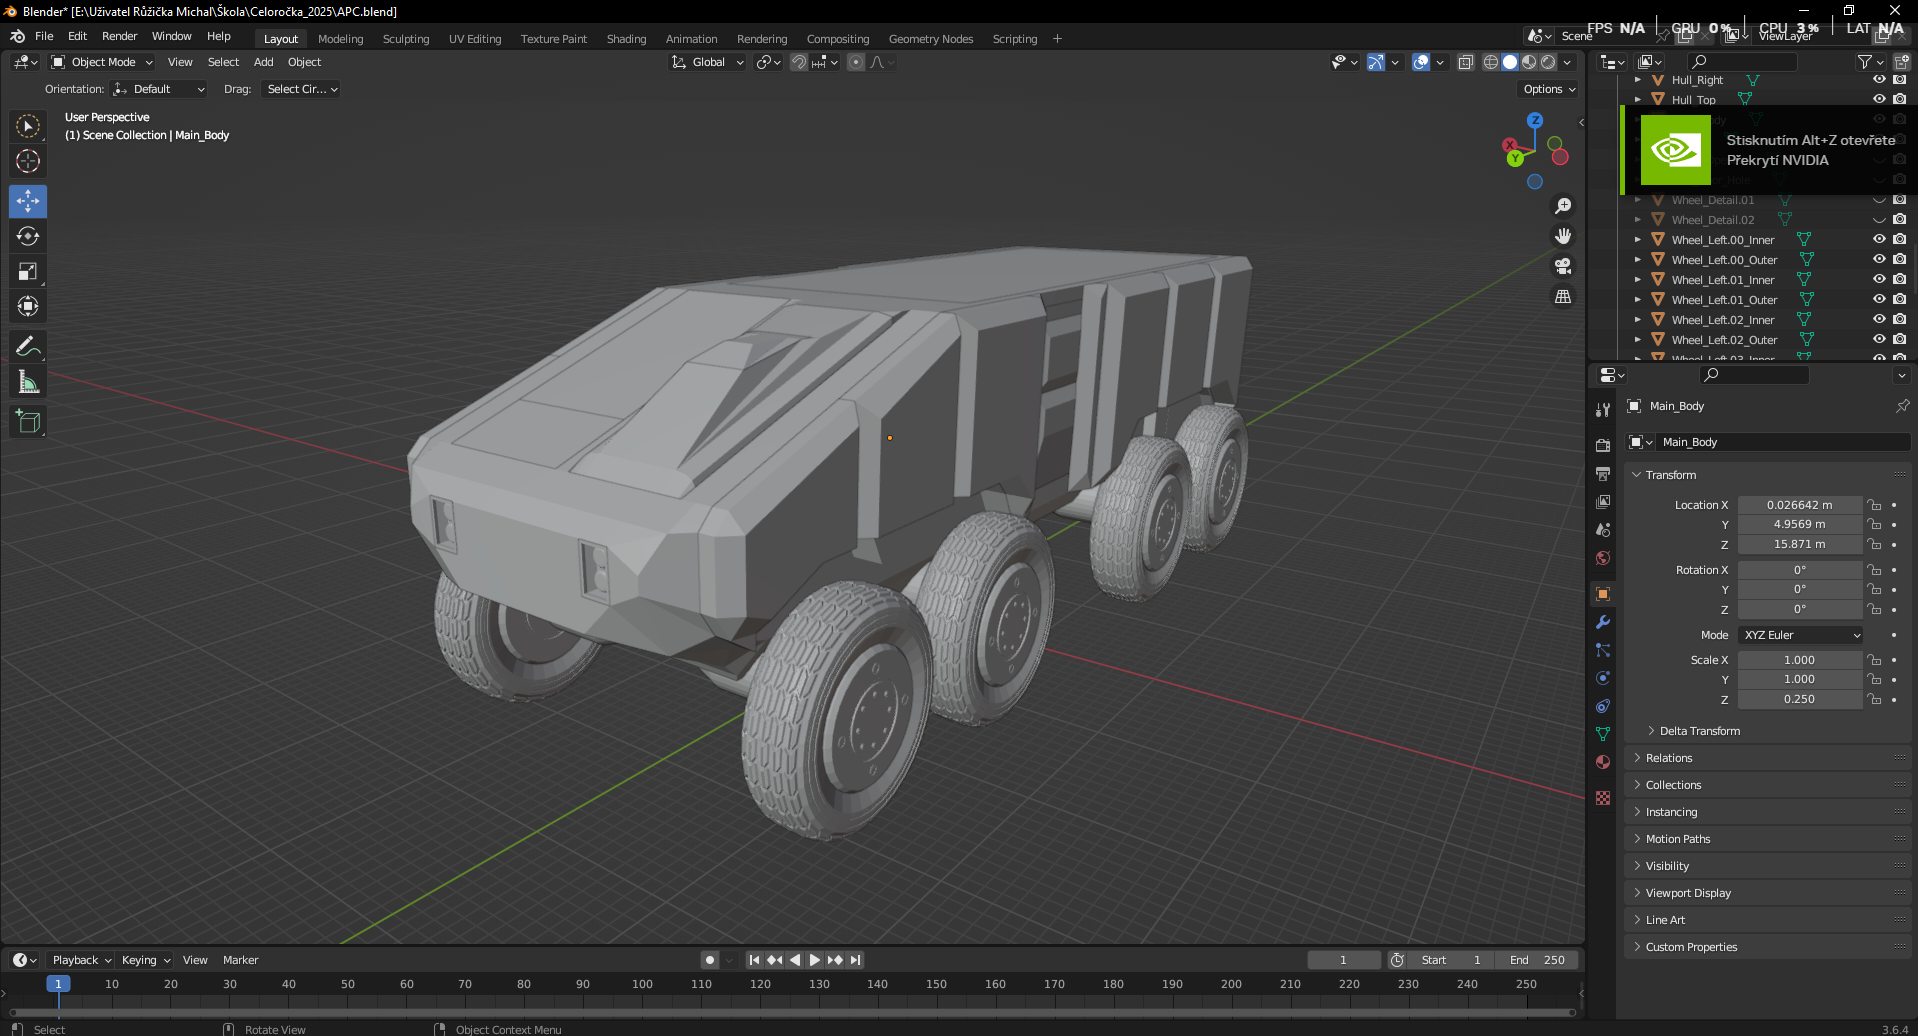 Blender* [E:\Uživatel Růžička Michal\Škola\Celoročka_2025\APC.blend]
File Edit Render Window Help
Layout Modeling Sculpting UV Editing Texture Paint Shading Animation Rendering Compositing Geometry Nodes Scripting
Scene ViewLayer
FPS N/A GRU 0% CPU 3% LAT N/A
Object Mode View Select Add Object
Global
Orientation: Default Drag: Select Cir...
Options
User Perspective
(1) Scene Collection | Main_Body
Z
X
Y
Hull_Right
Hull_Top
Stisknutím Alt+Z otevřete
Překrytí NVIDIA
Wheel_Detail.01
Wheel_Detail.02
Wheel_Left.00_Inner
Wheel_Left.00_Outer
Wheel_Left.01_Inner
Wheel_Left.01_Outer
Wheel_Left.02_Inner
Wheel_Left.02_Outer
Wheel_Left.03_Inner
Main_Body
Main_Body
Transform
Location X 0.026642 m
Y 4.9569 m
Z 15.871 m
Rotation X 0°
Y 0°
Z 0°
Mode XYZ Euler
Scale X 1.000
Y 1.000
Z 0.250
Delta Transform
Relations
Collections
Instancing
Motion Paths
Visibility
Viewport Display
Line Art
Custom Properties
Playback Keying View Marker
1 Start 1 End 250
1 10 20 30 40 50 60 70 80 90 100 110 120 130 140 150 160 170 180 190 200 210 220 230 240 250
Select Rotate View Object Context Menu
3.6.4